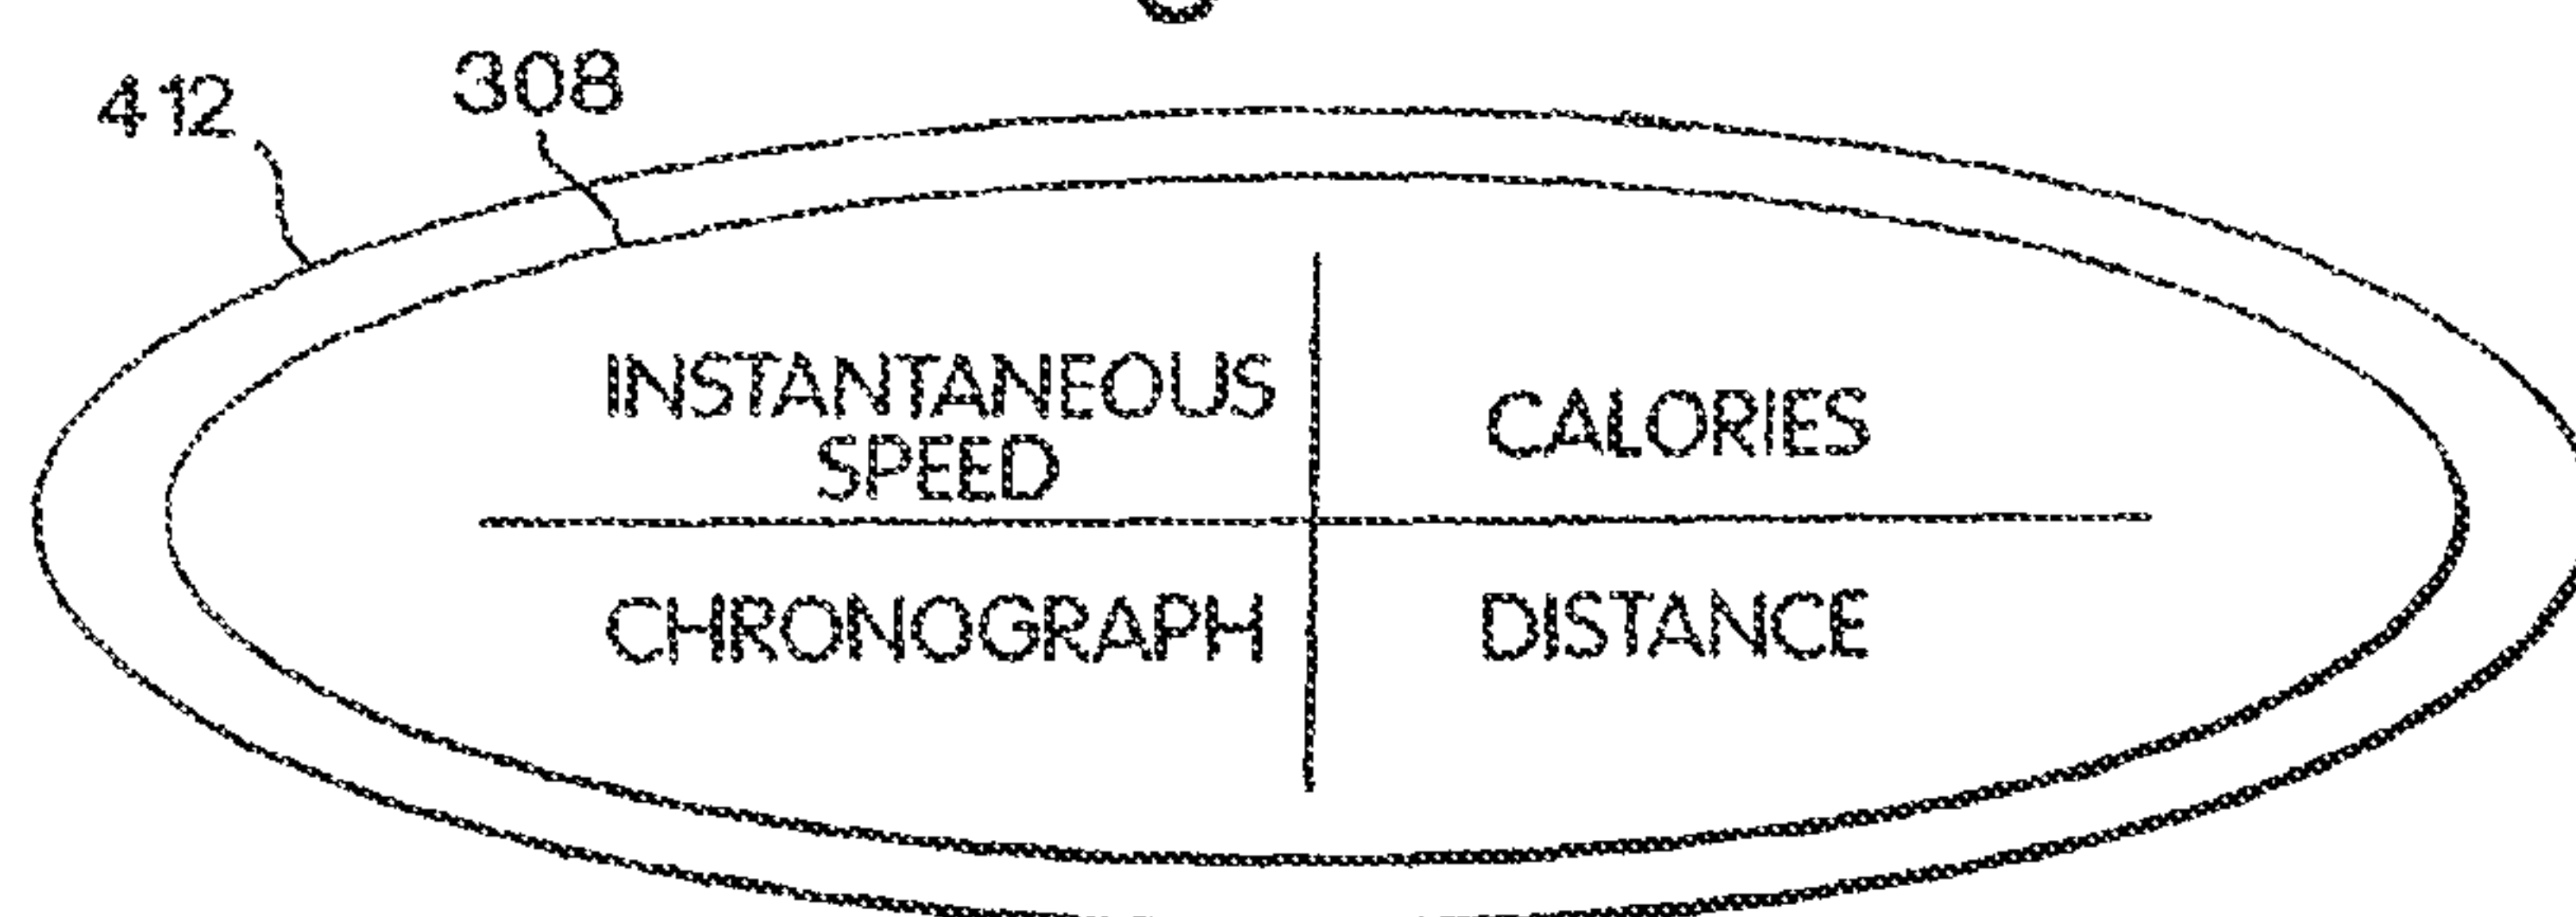 412
308
INSTANTANEOUS
SPEED
CALORIES
CHRONOGRAPH
DISTANCE